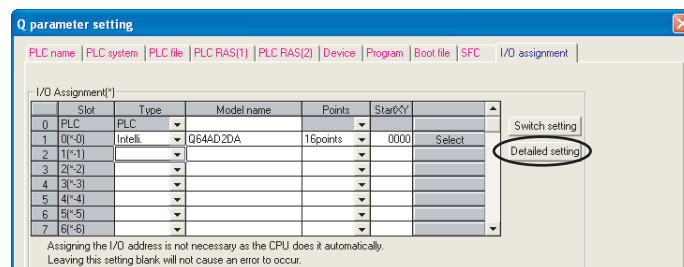 Q parameter setting
PLC name PLC system PLC file PLC RAS(1) PLC RAS(2) Device Program Boot file SFC I/O assignment
I/O Assignment(*)
Slot Type Model name Points StartXY
0 PLC PLC
Switch setting
1 0(*-0) Intelli. Q64AD2DA 16points 0000 Select
2 1(*-1)
Detailed setting
3 2(*-2)
4 3(*-3)
5 4(*-4)
6 5(*-5)
7 6(*-6)
Assigning the I/O address is not necessary as the CPU does it automatically.
Leaving this setting blank will not cause an error to occur.